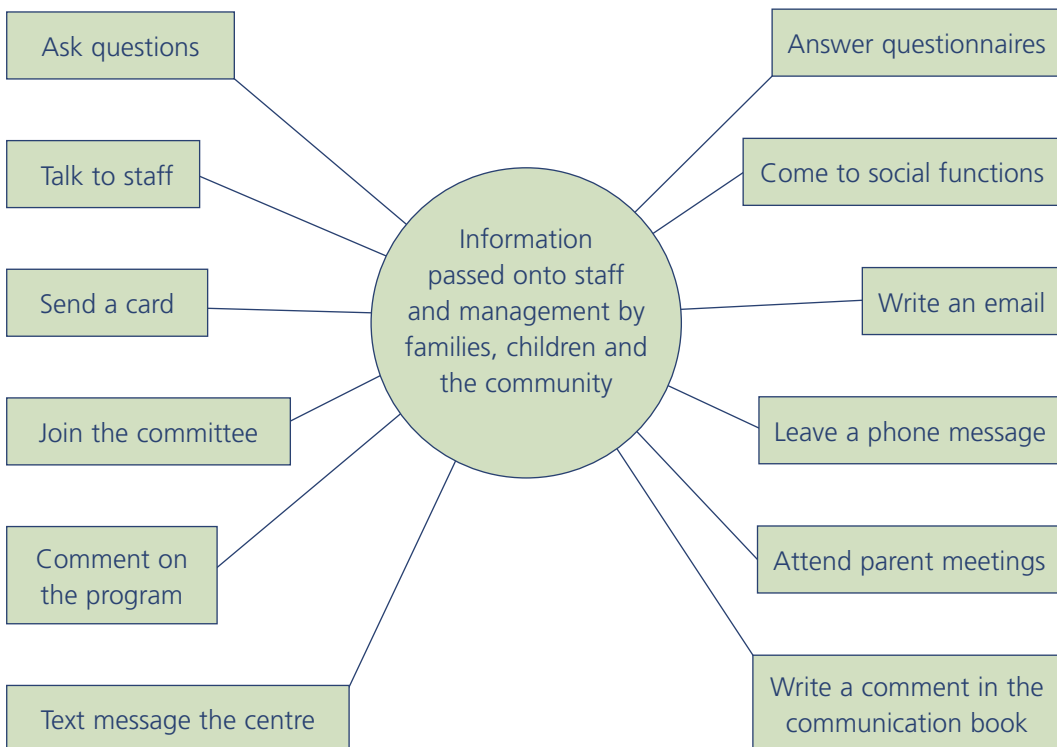 Ask questions
Talk to staff
Send a card
Join the committee
Comment on
the program
Text message the centre
Information
passed onto staff
and management by
families, children and
the community
Answer questionnaires
Come to social functions
Write an email
Leave a phone message
Attend parent meetings
Write a comment in the
communication book